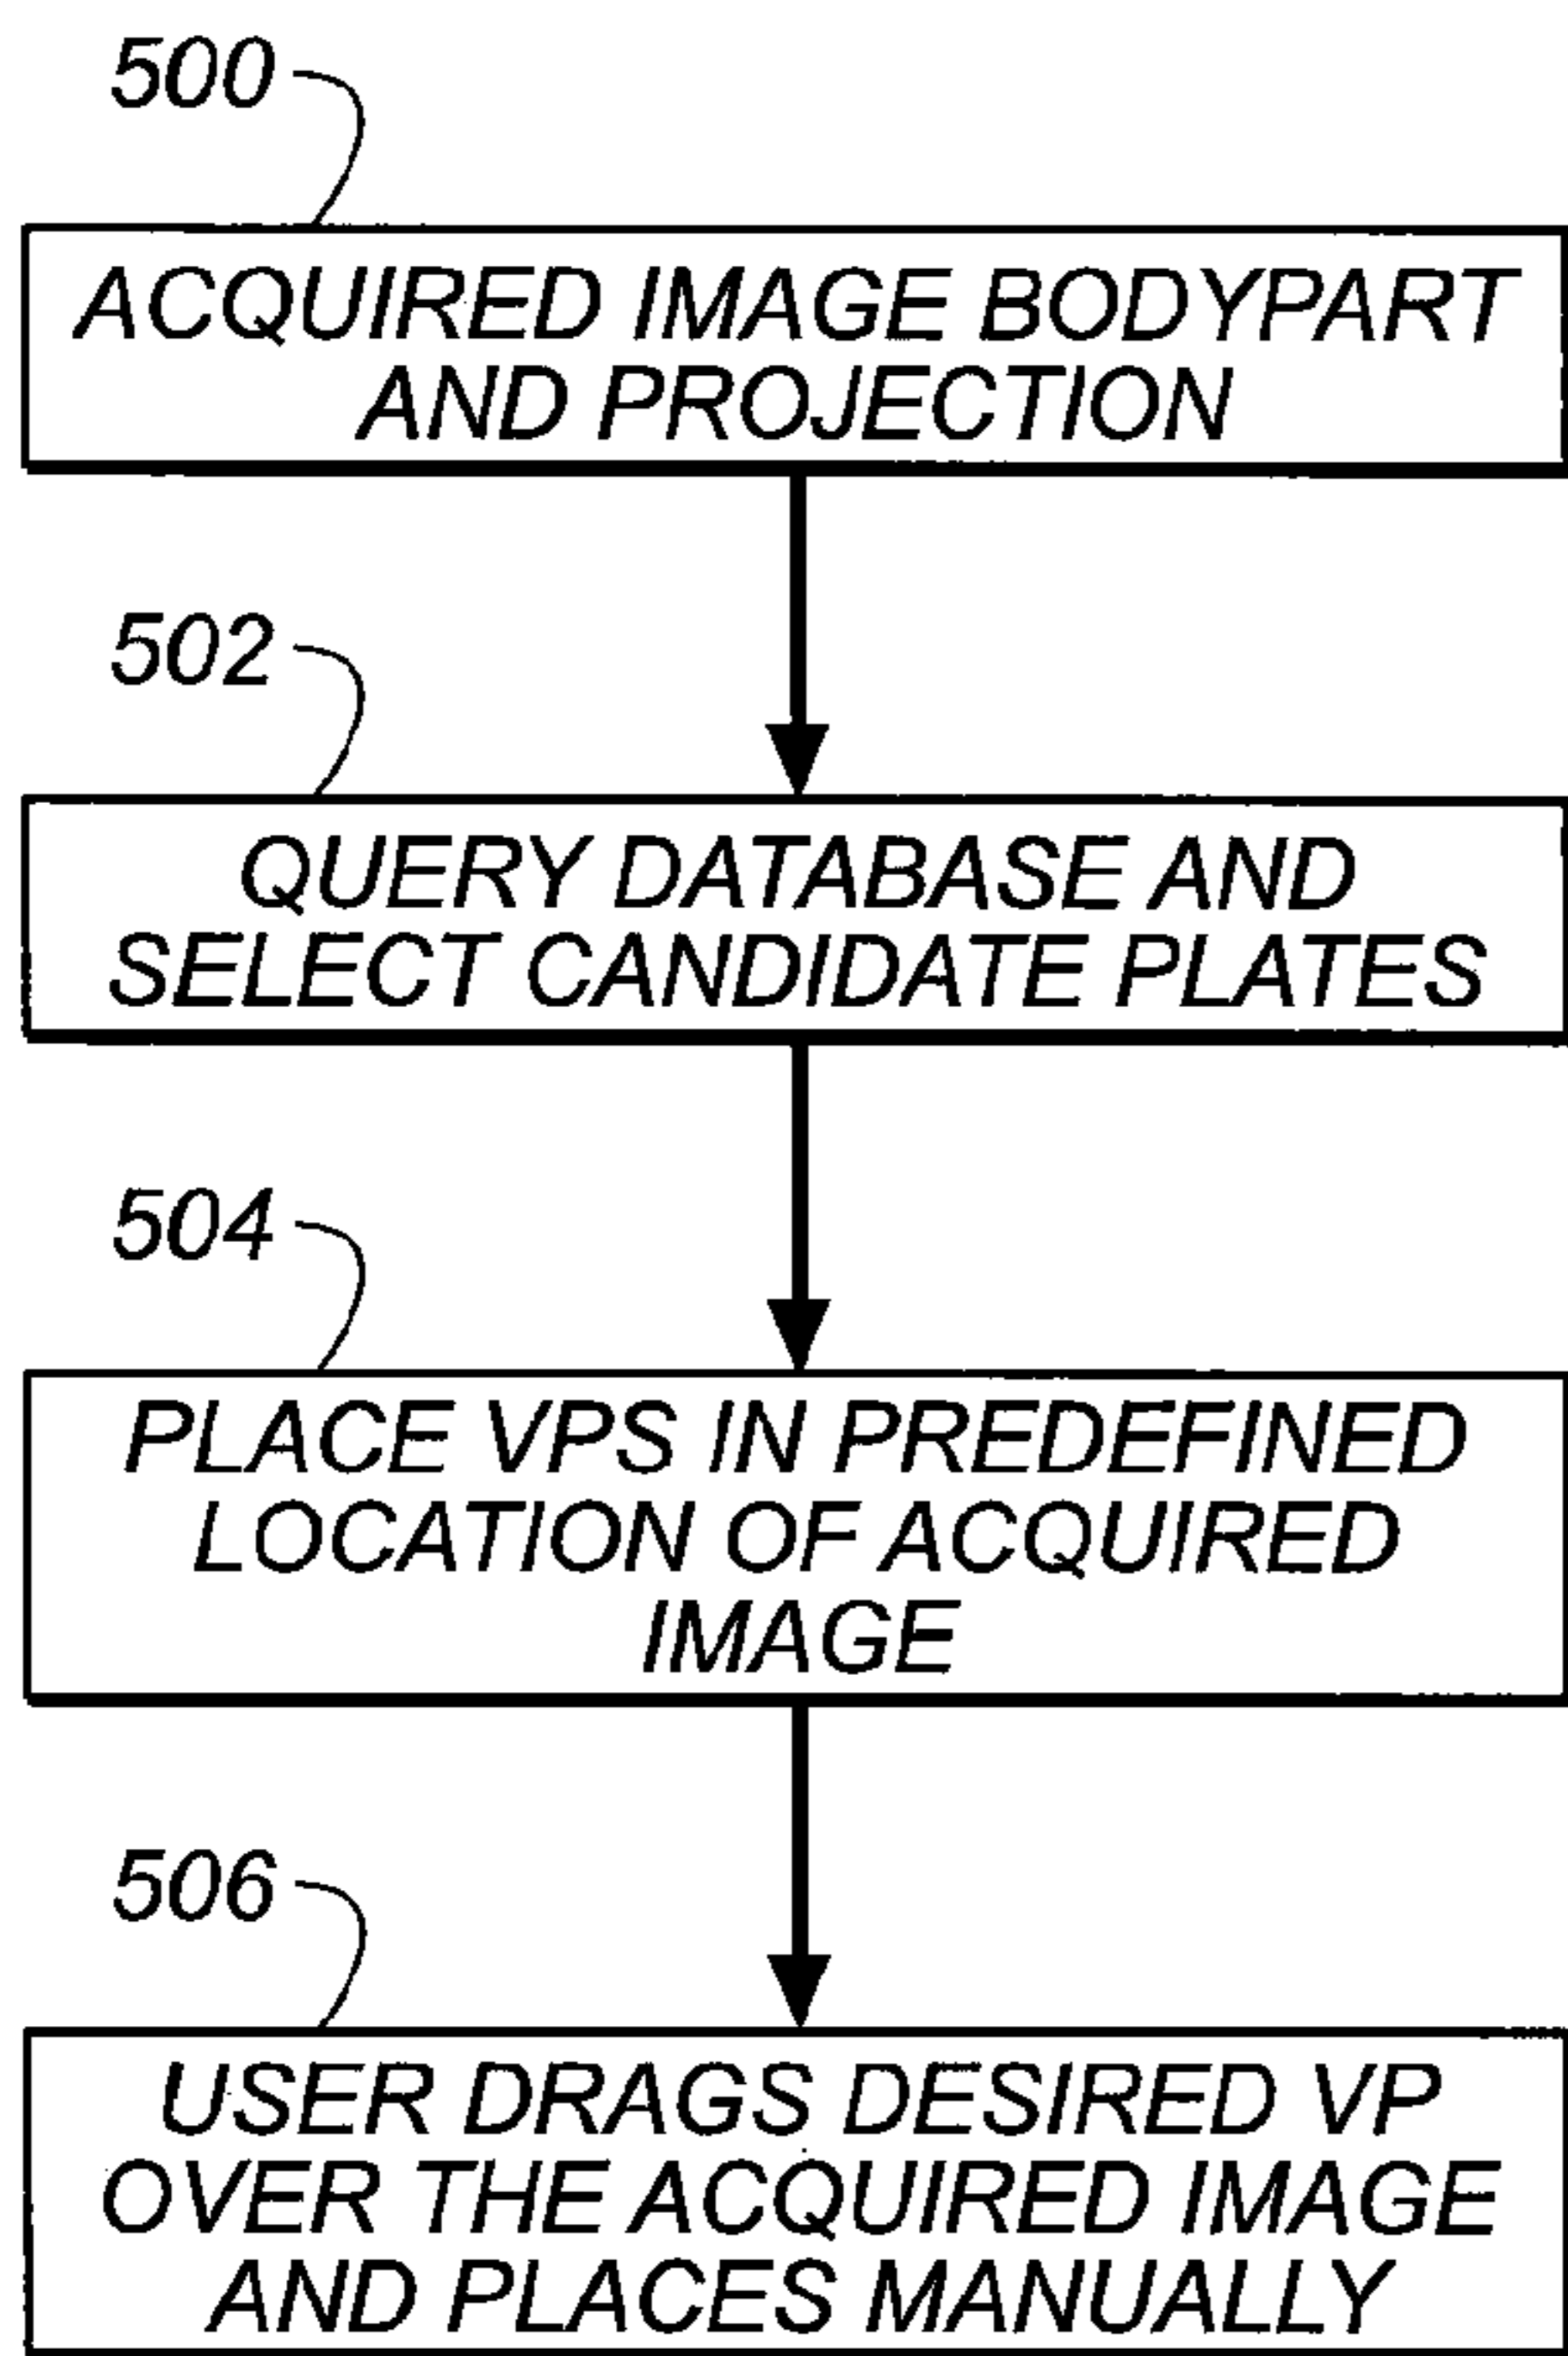 500
ACQUIRED IMAGE BODYPART
AND PROJECTION
502
QUERY DATABASE AND
SELECT CANDIDATE PLATES
504
PLACE VPS IN PREDEFINED
LOCATION OF ACQUIRED
IMAGE
506
USER DRAGS DESIRED VP
OVER THE ACQUIRED IMAGE
AND PLACES MANUALLY